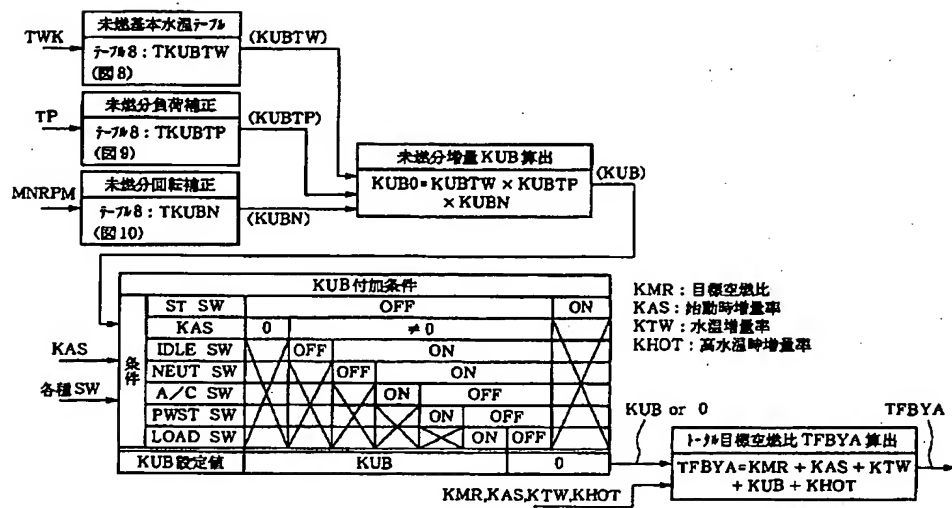 未燃基本水温テーブル
TWK
テーブル8：TKUBTW
(図8)
(KUBTW)
未燃分負荷補正
TP
テーブル8：TKUBTP
(図9)
(KUBTP)
未燃分回転補正
MNRPM
テーブル8：TKUBN
(図10)
(KUBN)
未燃分増量KUB算出
KUB0=KUBTW×KUBTP
×KUBN
(KUB)
KUB付加条件
条件
ST SW OFF ON
KAS 0 ≠0
IDLE SW OFF ON
NEUT SW OFF ON
A/C SW ON OFF
PWST SW ON OFF
LOAD SW ON OFF
KUB設定値 KUB 0
KAS
各種SW
KMR：目標空燃比
KAS：始動時増量率
KTW：水温増量率
KHOT：高水温時増量率
KUB or 0
TFBYA
トータル目標空燃比TFBYA算出
TFBYA=KMR+KAS+KTW
+KUB+KHOT
KMR,KAS,KTW,KHOT